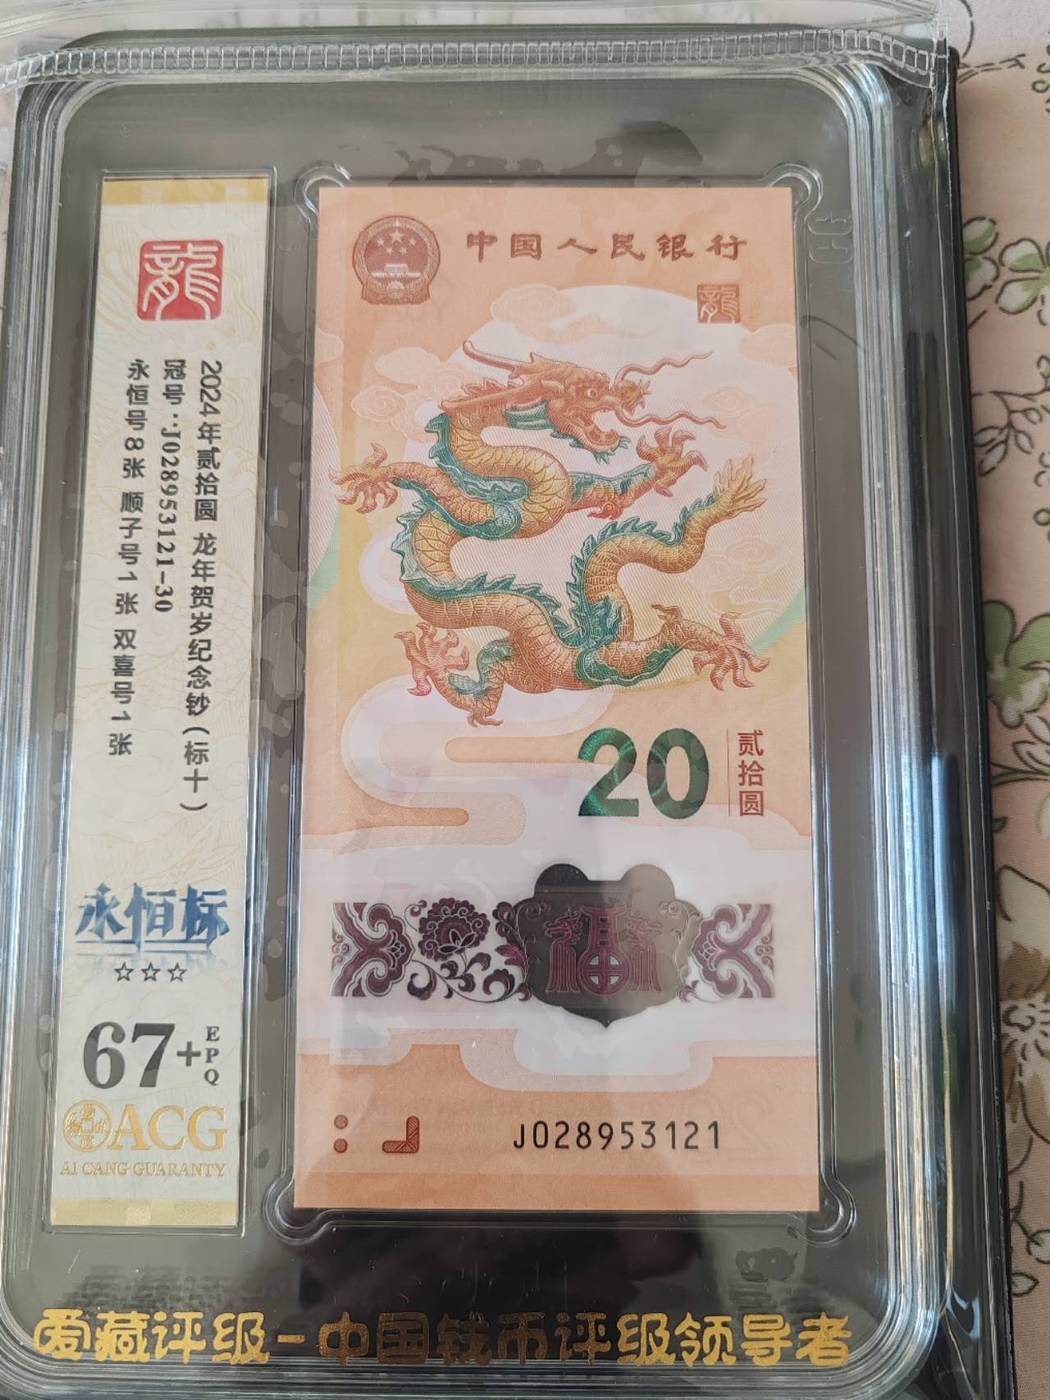 龍
2024年贰拾圆 龙年贺岁纪念钞(标十)
冠号:J028953121-30
永恒号8张 顺子号1张 双喜号1张
永恒标
☆☆☆
67+EPQ
ACG
AI CANG GUARANTY
中国人民银行
龍
20
贰拾圆
福
J028953121
爱藏评级-中国钱币评级领导者